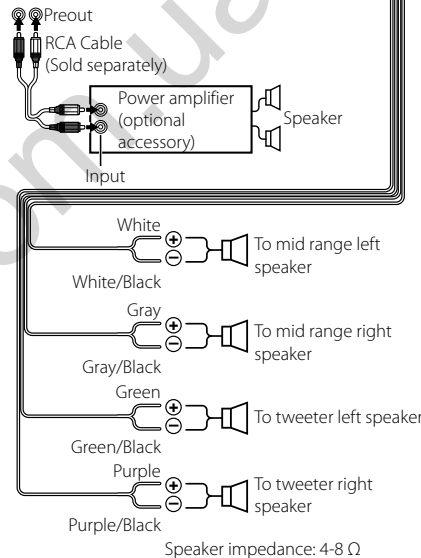 Preout
RCA Cable
(Sold separately)
Power amplifier
(optional
accessory)
Speaker
Input
White
⊕
⊖
White/Black
To mid range left
speaker
Gray
⊕
⊖
Gray/Black
To mid range right
speaker
Green
⊕
⊖
Green/Black
To tweeter left speaker
Purple
⊕
⊖
Purple/Black
To tweeter right
speaker
Speaker impedance: 4-8 Ω